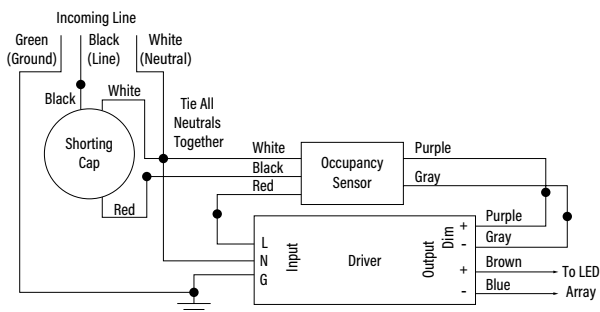 Incoming Line
Green (Ground)
Black (Line)
White (Neutral)
Black
White
Tie All Neutrals Together
Shorting Cap
Red
White
Black
Red
Occupancy Sensor
Purple
Gray
L
N
G
Input
Driver
Output
Dim
+
-
+
-
Purple
Gray
Brown
Blue
To LED
Array